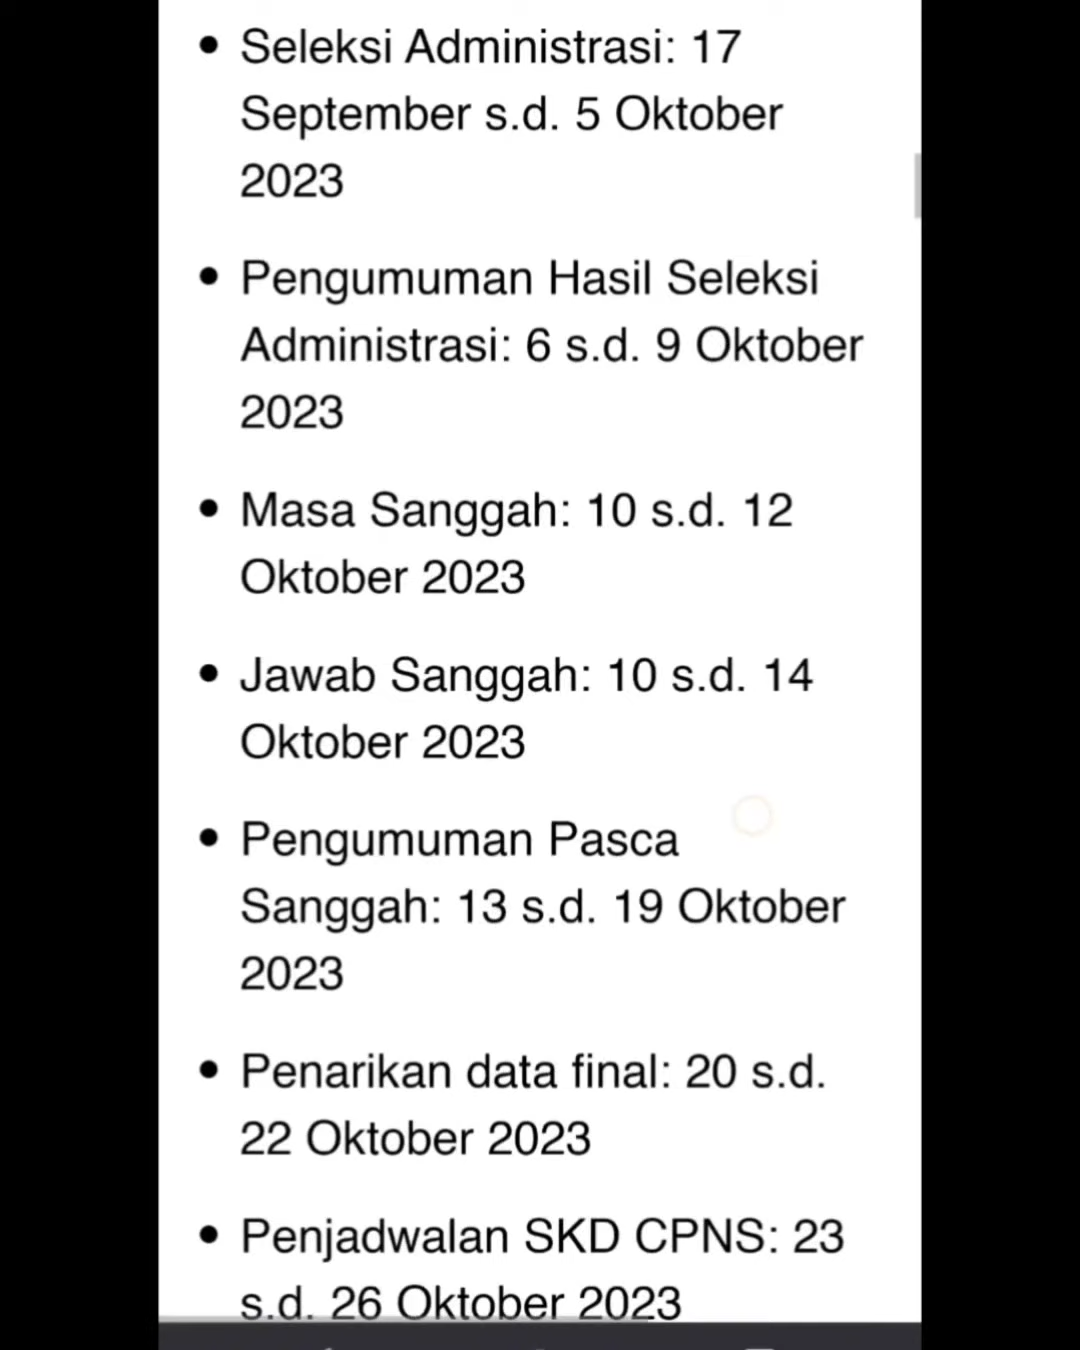 • Seleksi Administrasi: 17
September s.d. 5 Oktober
2023
• Pengumuman Hasil Seleksi
Administrasi: 6 s.d. 9 Oktober
2023
• Masa Sanggah: 10 s.d. 12
Oktober 2023
• Jawab Sanggah: 10 s.d. 14
Oktober 2023
• Pengumuman Pasca
Sanggah: 13 s.d. 19 Oktober
2023
• Penarikan data final: 20 s.d.
22 Oktober 2023
• Penjadwalan SKD CPNS: 23
s.d. 26 Oktober 2023